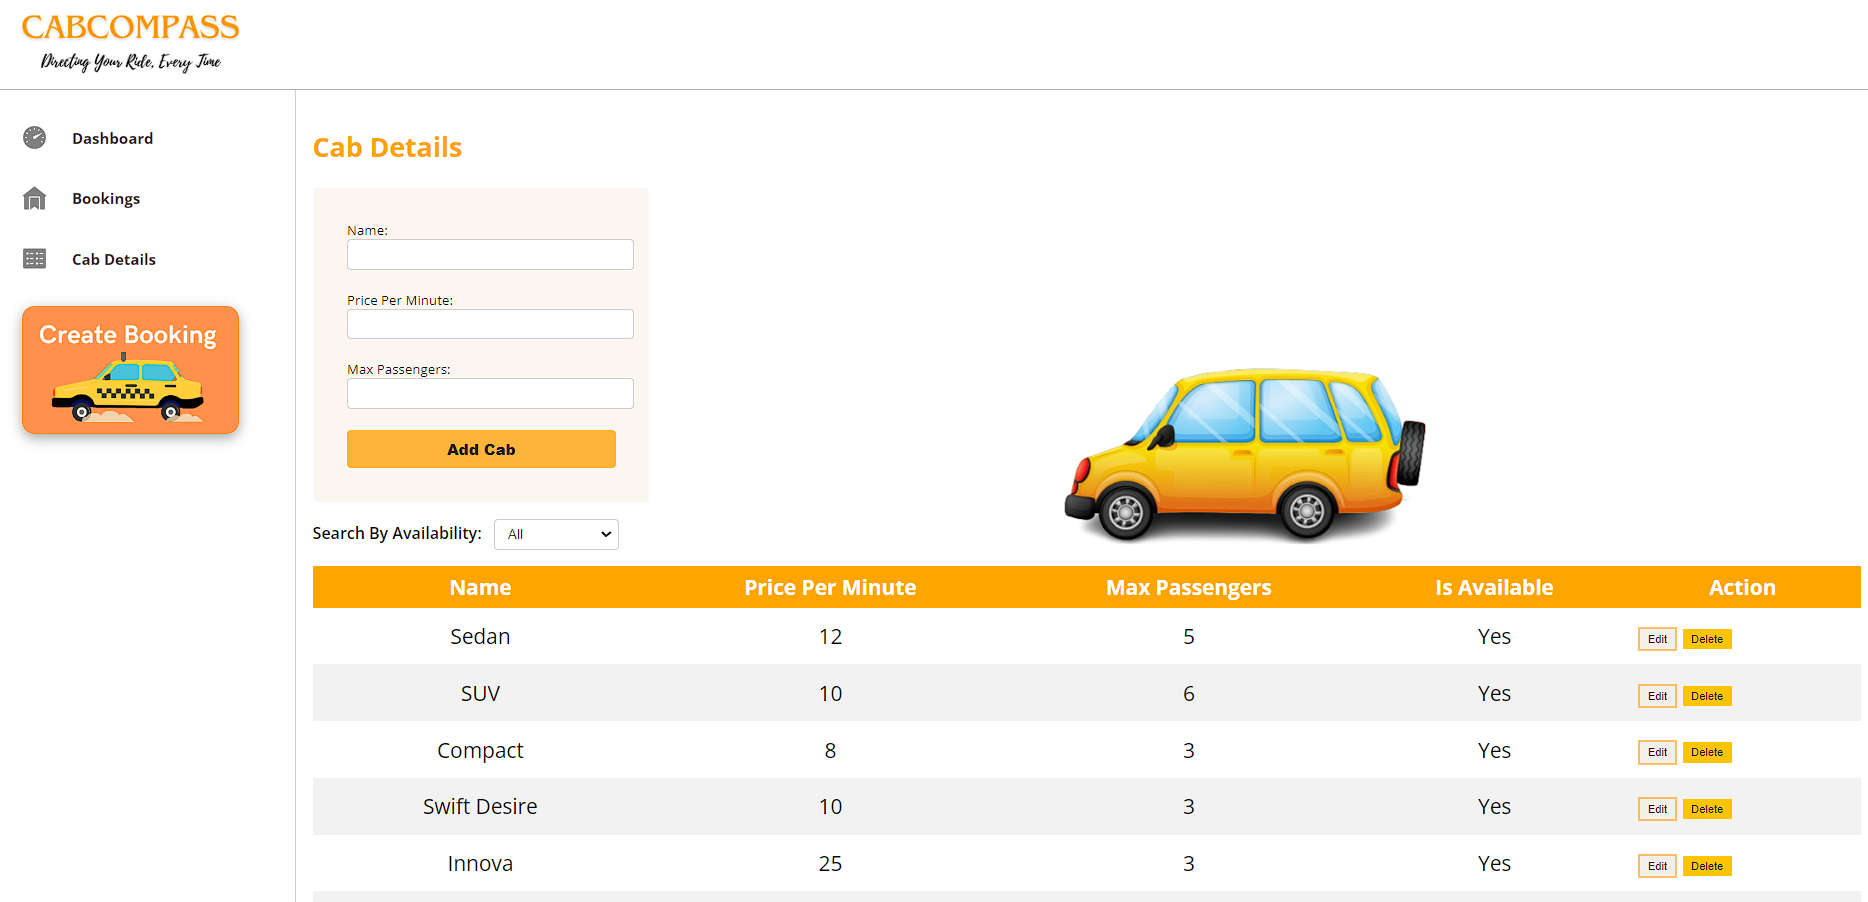 CABCOMPASS
Directing Your Ride, Every Time
Dashboard
Bookings
Cab Details
Create Booking
Cab Details
Name:
Price Per Minute:
Max Passengers:
Add Cab
Search By Availability: All
Name Price Per Minute Max Passengers Is Available Action
Sedan 12 5 Yes Edit Delete
SUV 10 6 Yes Edit Delete
Compact 8 3 Yes Edit Delete
Swift Desire 10 3 Yes Edit Delete
Innova 25 3 Yes Edit Delete